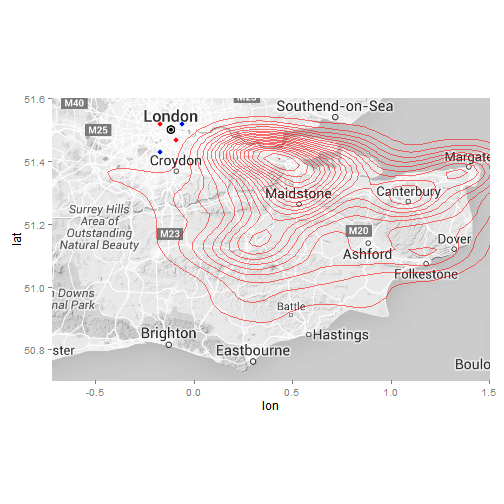 51.6
M40
M25
London
Southend-on-Sea
M25
51.4
Croydon
Margate
Maidstone
Canterbury
51.2
Surrey Hills
Area of
Outstanding
Natural Beauty
M23
M20
Ashford
Dover
Folkestone
lat
51.0
n Downs
nal Park
Battle
Brighton
Hastings
50.8
ster
Eastbourne
Boulo
-0.5
0.0
0.5
1.0
1.5
lon